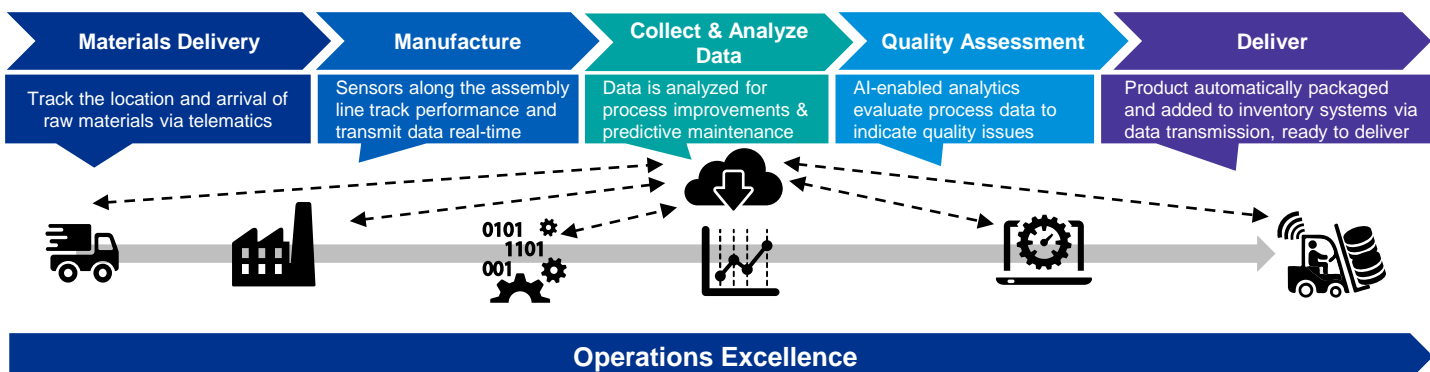 Materials Delivery
Manufacture
Collect & Analyze
Data
Quality Assessment
Deliver
Track the location and arrival of
raw materials via telematics
Sensors along the assembly
line track performance and
transmit data real-time
Data is analyzed for
process improvements &
predictive maintenance
AI-enabled analytics
evaluate process data to
indicate quality issues
Product automatically packaged
and added to inventory systems via
data transmission, ready to deliver
0101
1101
001
Operations Excellence